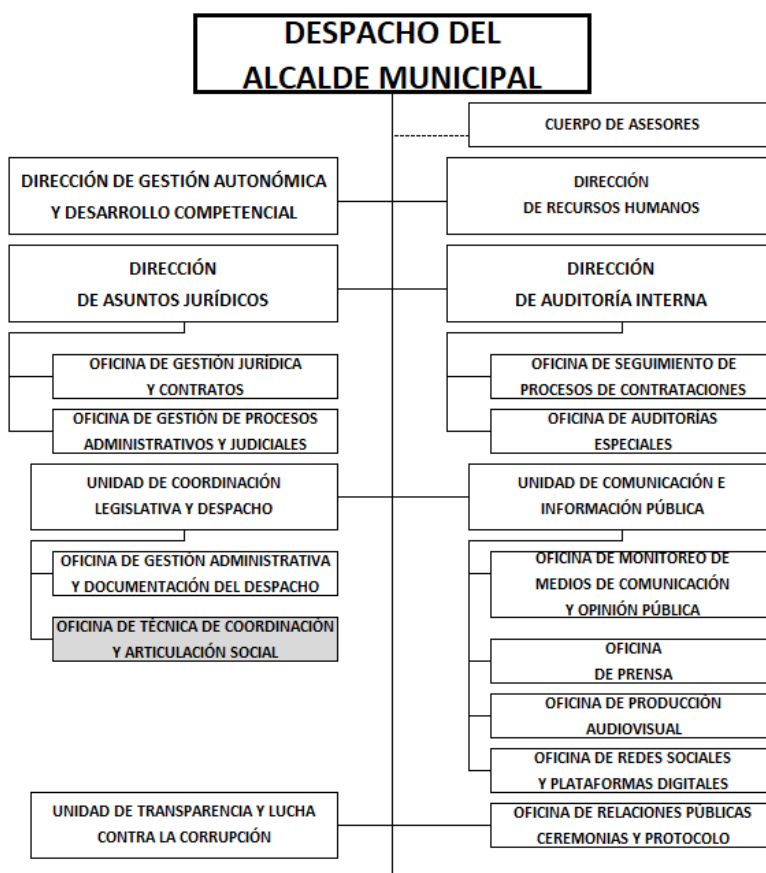 DESPACHO DEL
ALCALDE MUNICIPAL
CUERPO DE ASESORES
DIRECCIÓN DE GESTIÓN AUTONÓMICA
Y DESARROLLO COMPETENCIAL
DIRECCIÓN
DE RECURSOS HUMANOS
DIRECCIÓN
DE ASUNTOS JURÍDICOS
DIRECCIÓN
DE AUDITORÍA INTERNA
OFICINA DE GESTIÓN JURÍDICA
Y CONTRATOS
OFICINA DE SEGUIMIENTO DE
PROCESOS DE CONTRATACIONES
OFICINA DE GESTIÓN DE PROCESOS
ADMINISTRATIVOS Y JUDICIALES
OFICINA DE AUDITORÍAS
ESPECIALES
UNIDAD DE COORDINACIÓN
LEGISLATIVA Y DESPACHO
UNIDAD DE COMUNICACIÓN E
INFORMACIÓN PÚBLICA
OFICINA DE GESTIÓN ADMINISTRATIVA
Y DOCUMENTACIÓN DEL DESPACHO
OFICINA DE MONITOREO DE
MEDIOS DE COMUNICACIÓN
Y OPINIÓN PÚBLICA
OFICINA DE TÉCNICA DE COORDINACIÓN
Y ARTICULACIÓN SOCIAL
OFICINA
DE PRENSA
OFICINA DE PRODUCCIÓN
AUDIOVISUAL
OFICINA DE REDES SOCIALES
Y PLATAFORMAS DIGITALES
UNIDAD DE TRANSPARENCIA Y LUCHA
CONTRA LA CORRUPCIÓN
OFICINA DE RELACIONES PÚBLICAS
CEREMONIAS Y PROTOCOLO